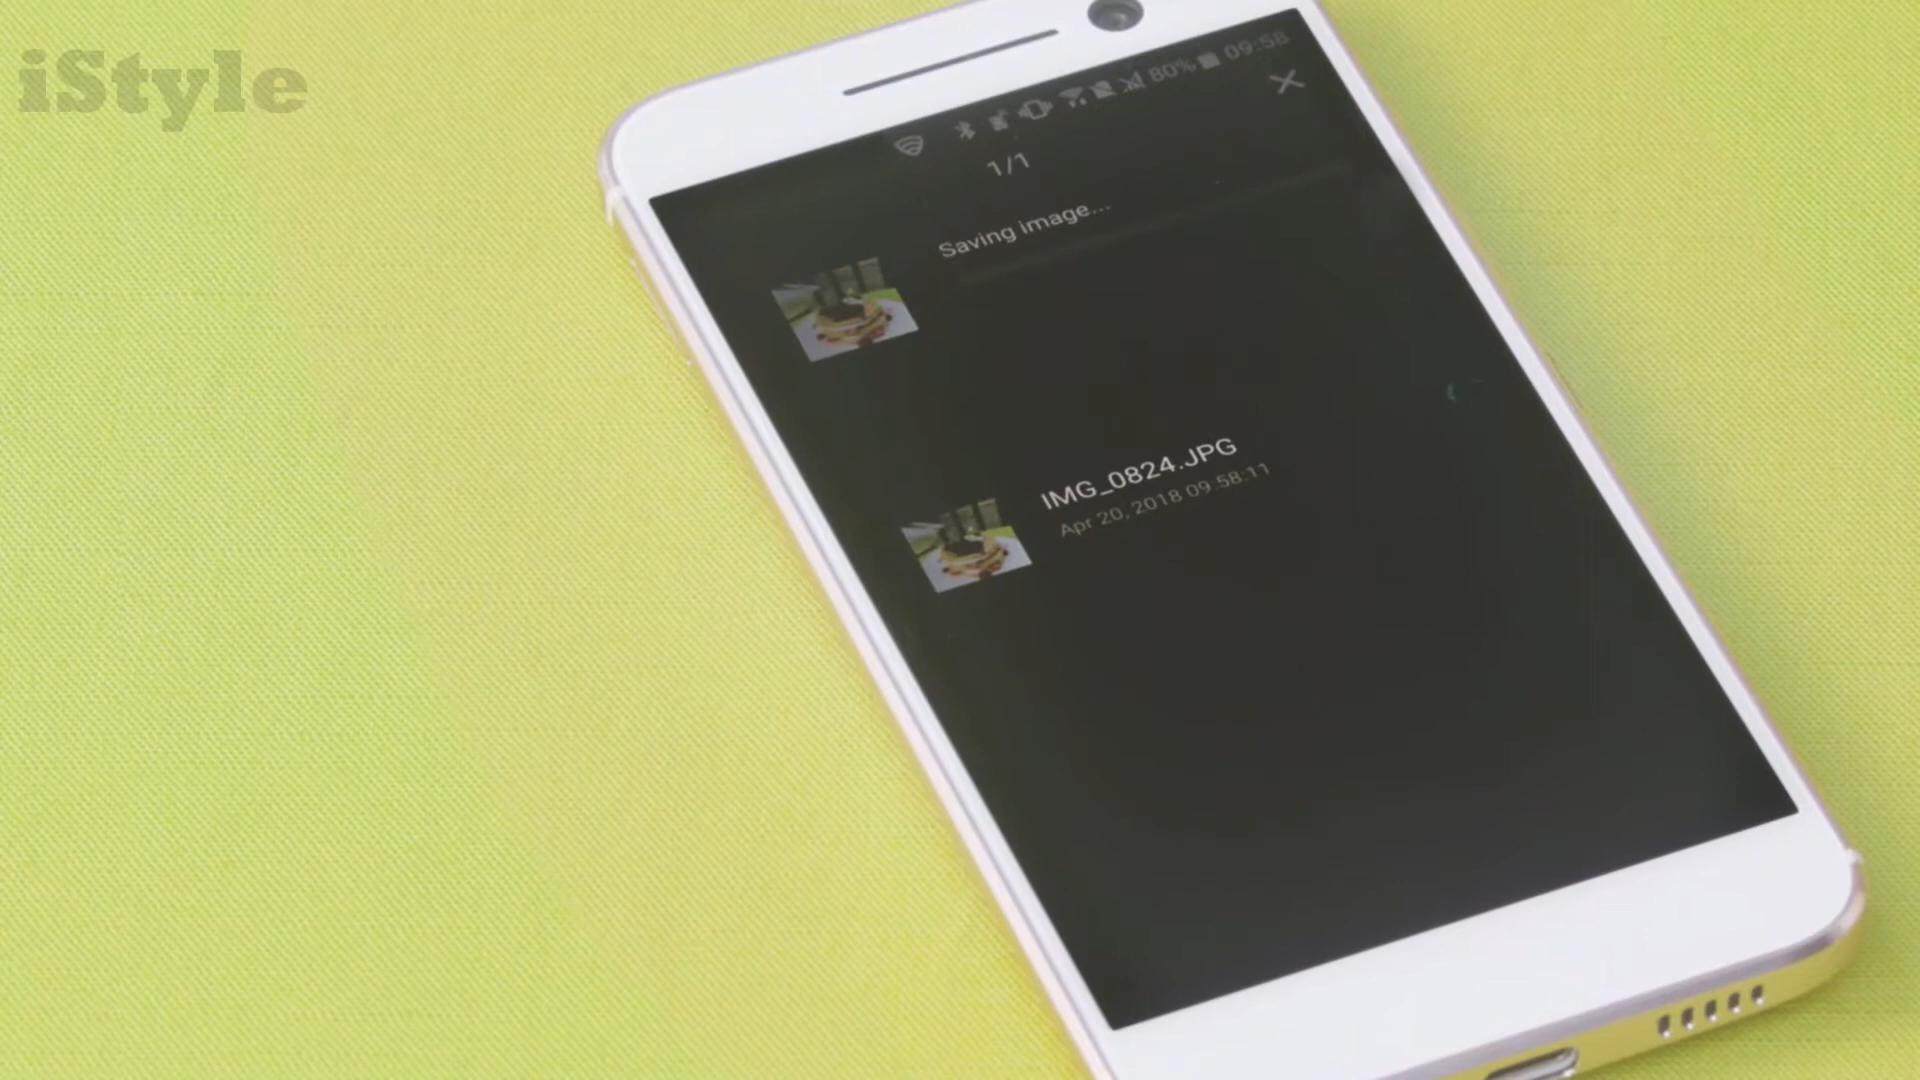 iStyle
80% 09:58
1/1
Saving image...
IMG_0824.JPG
Apr 20, 2018 09:58:11